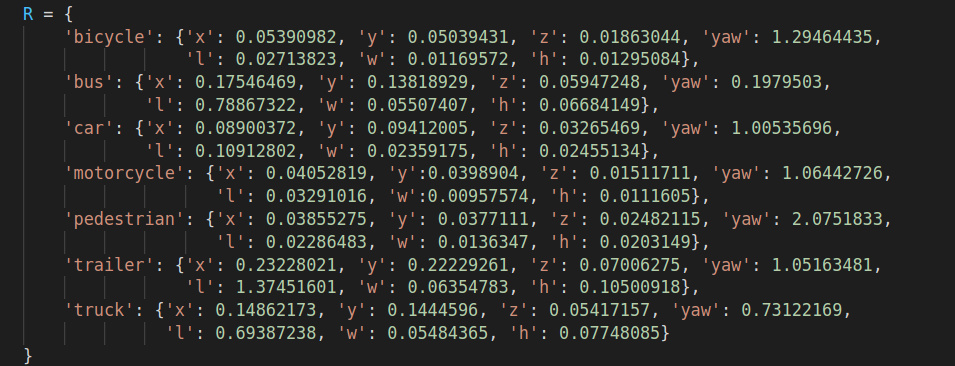 R = {
'bicycle': {'x': 0.05390982, 'y': 0.05039431, 'z': 0.01863044, 'yaw': 1.29464435,
'l': 0.02713823, 'w': 0.01169572, 'h': 0.01295084},
'bus': {'x': 0.17546469, 'y': 0.13818929, 'z': 0.05947248, 'yaw': 0.1979503,
'l': 0.78867322, 'w': 0.05507407, 'h': 0.06684149},
'car': {'x': 0.08900372, 'y': 0.09412005, 'z': 0.03265469, 'yaw': 1.00535696,
'l': 0.10912802, 'w': 0.02359175, 'h': 0.02455134},
'motorcycle': {'x': 0.04052819, 'y':0.0398904, 'z': 0.01511711, 'yaw': 1.06442726,
'l': 0.03291016, 'w':0.00957574, 'h': 0.0111605},
'pedestrian': {'x': 0.03855275, 'y': 0.0377111, 'z': 0.02482115, 'yaw': 2.0751833,
'l': 0.02286483, 'w': 0.0136347, 'h': 0.0203149},
'trailer': {'x': 0.23228021, 'y': 0.22229261, 'z': 0.07006275, 'yaw': 1.05163481,
'l': 1.37451601, 'w': 0.06354783, 'h': 0.10500918},
'truck': {'x': 0.14862173, 'y': 0.1444596, 'z': 0.05417157, 'yaw': 0.73122169,
'l': 0.69387238, 'w': 0.05484365, 'h': 0.07748085}
}